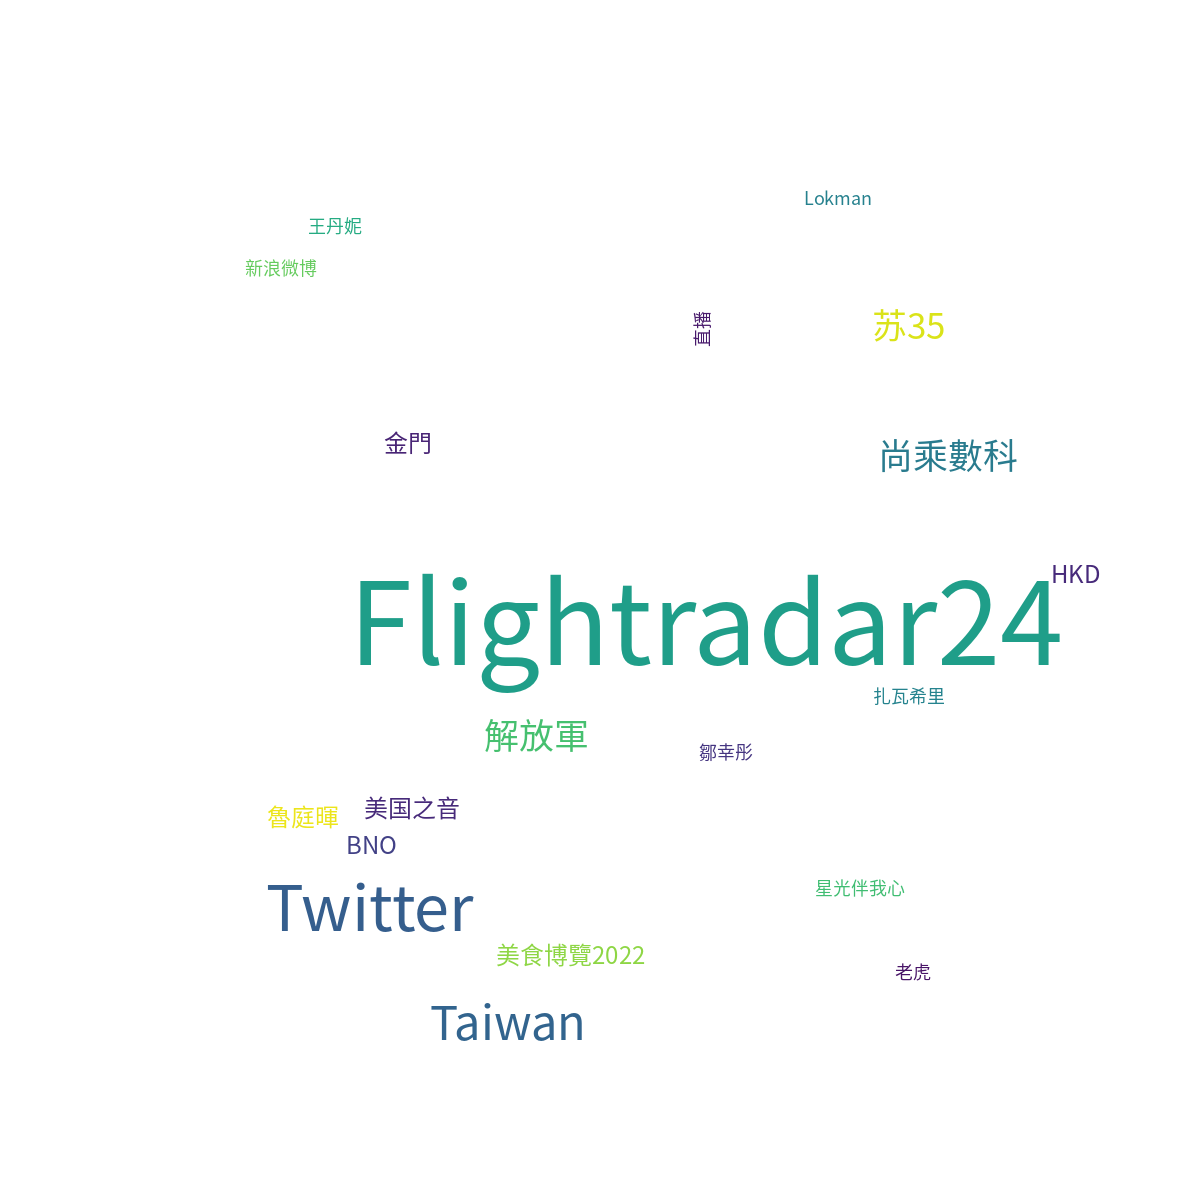 Lokman
王丹妮
新浪微博
直播
苏35
金門
尚乘數科
HKD
Flightradar24
扎瓦希里
解放軍
鄒幸彤
美国之音
魯庭暉
BNO
星光伴我心
Twitter
美食博覽2022
老虎
Taiwan